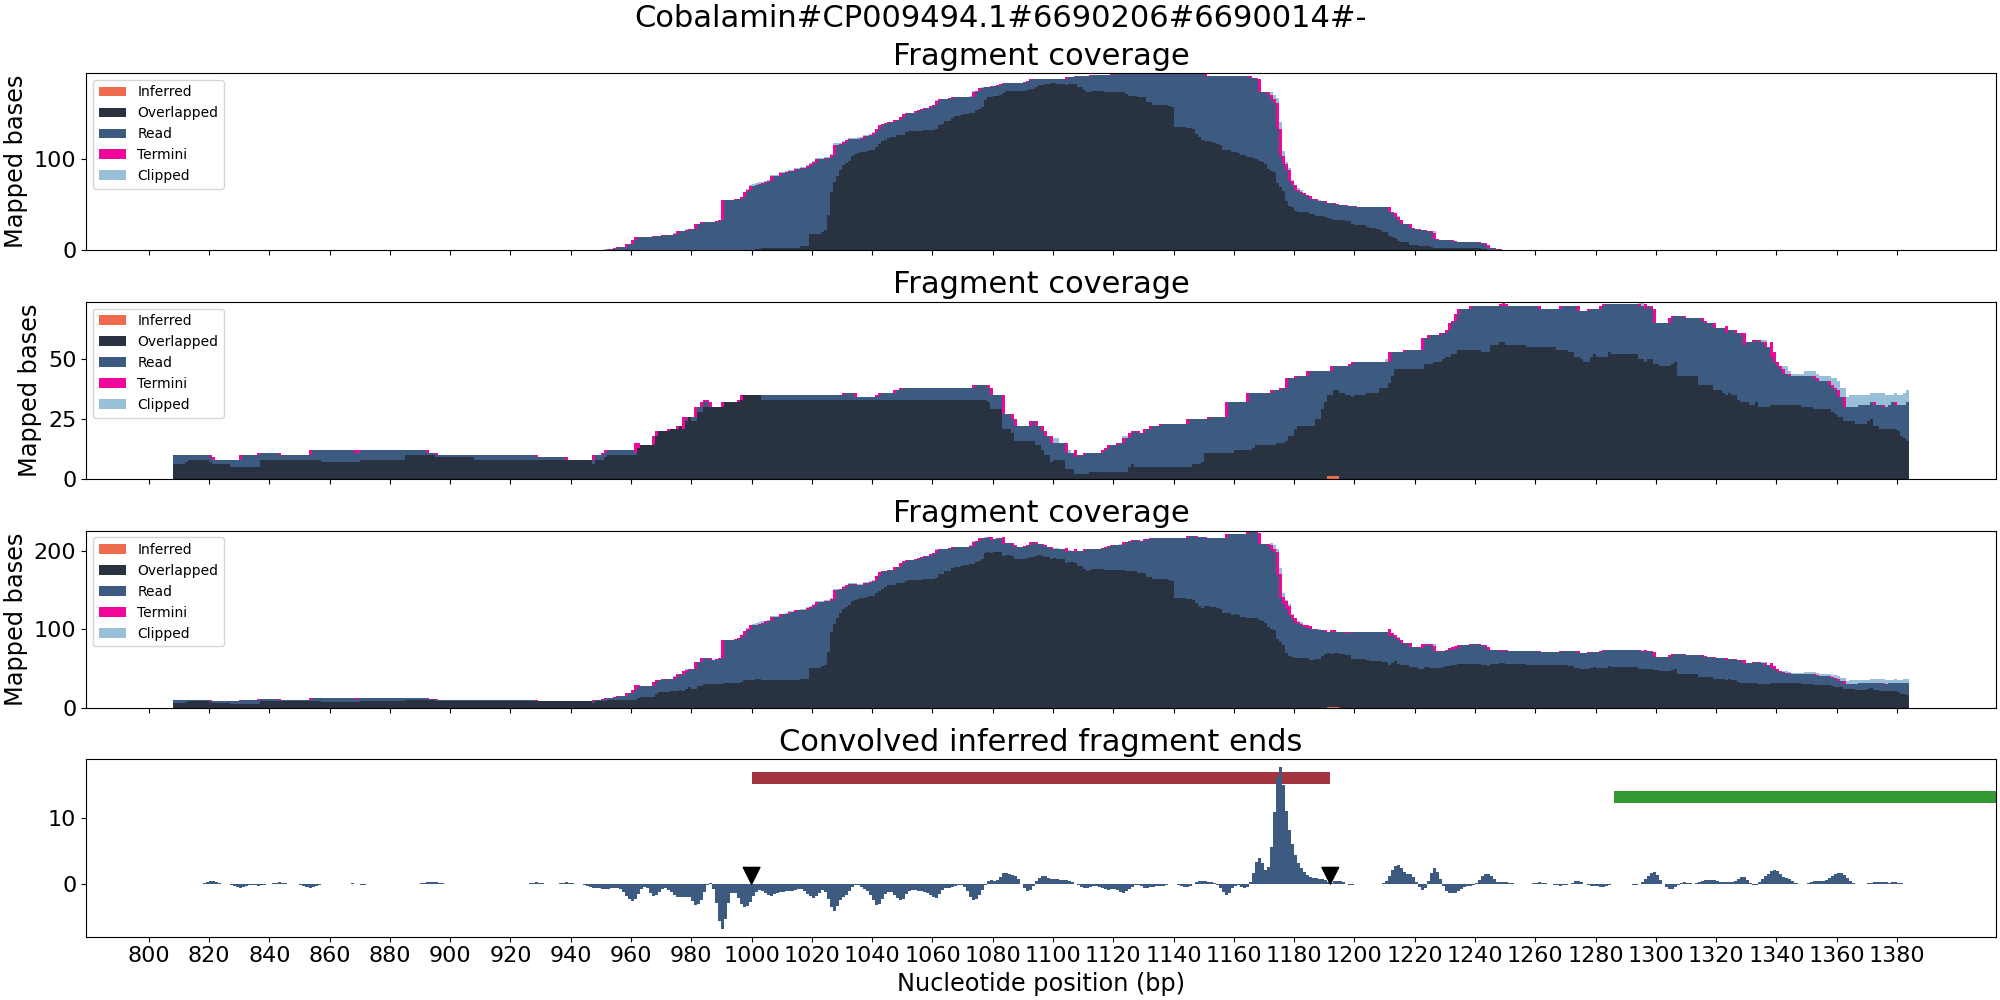 Cobalamin#CP009494.1#6690206#6690014#-
Fragment coverage
Mapped bases
100
0
Inferred
Overlapped
Read
Termini
Clipped
Fragment coverage
Mapped bases
50
25
0
Inferred
Overlapped
Read
Termini
Clipped
Fragment coverage
Mapped bases
200
100
0
Inferred
Overlapped
Read
Termini
Clipped
Convolved inferred fragment ends
10
0
800 820 840 860 880 900 920 940 960 980 1000 1020 1040 1060 1080 1100 1120 1140 1160 1180 1200 1220 1240 1260 1280 1300 1320 1340 1360 1380
Nucleotide position (bp)